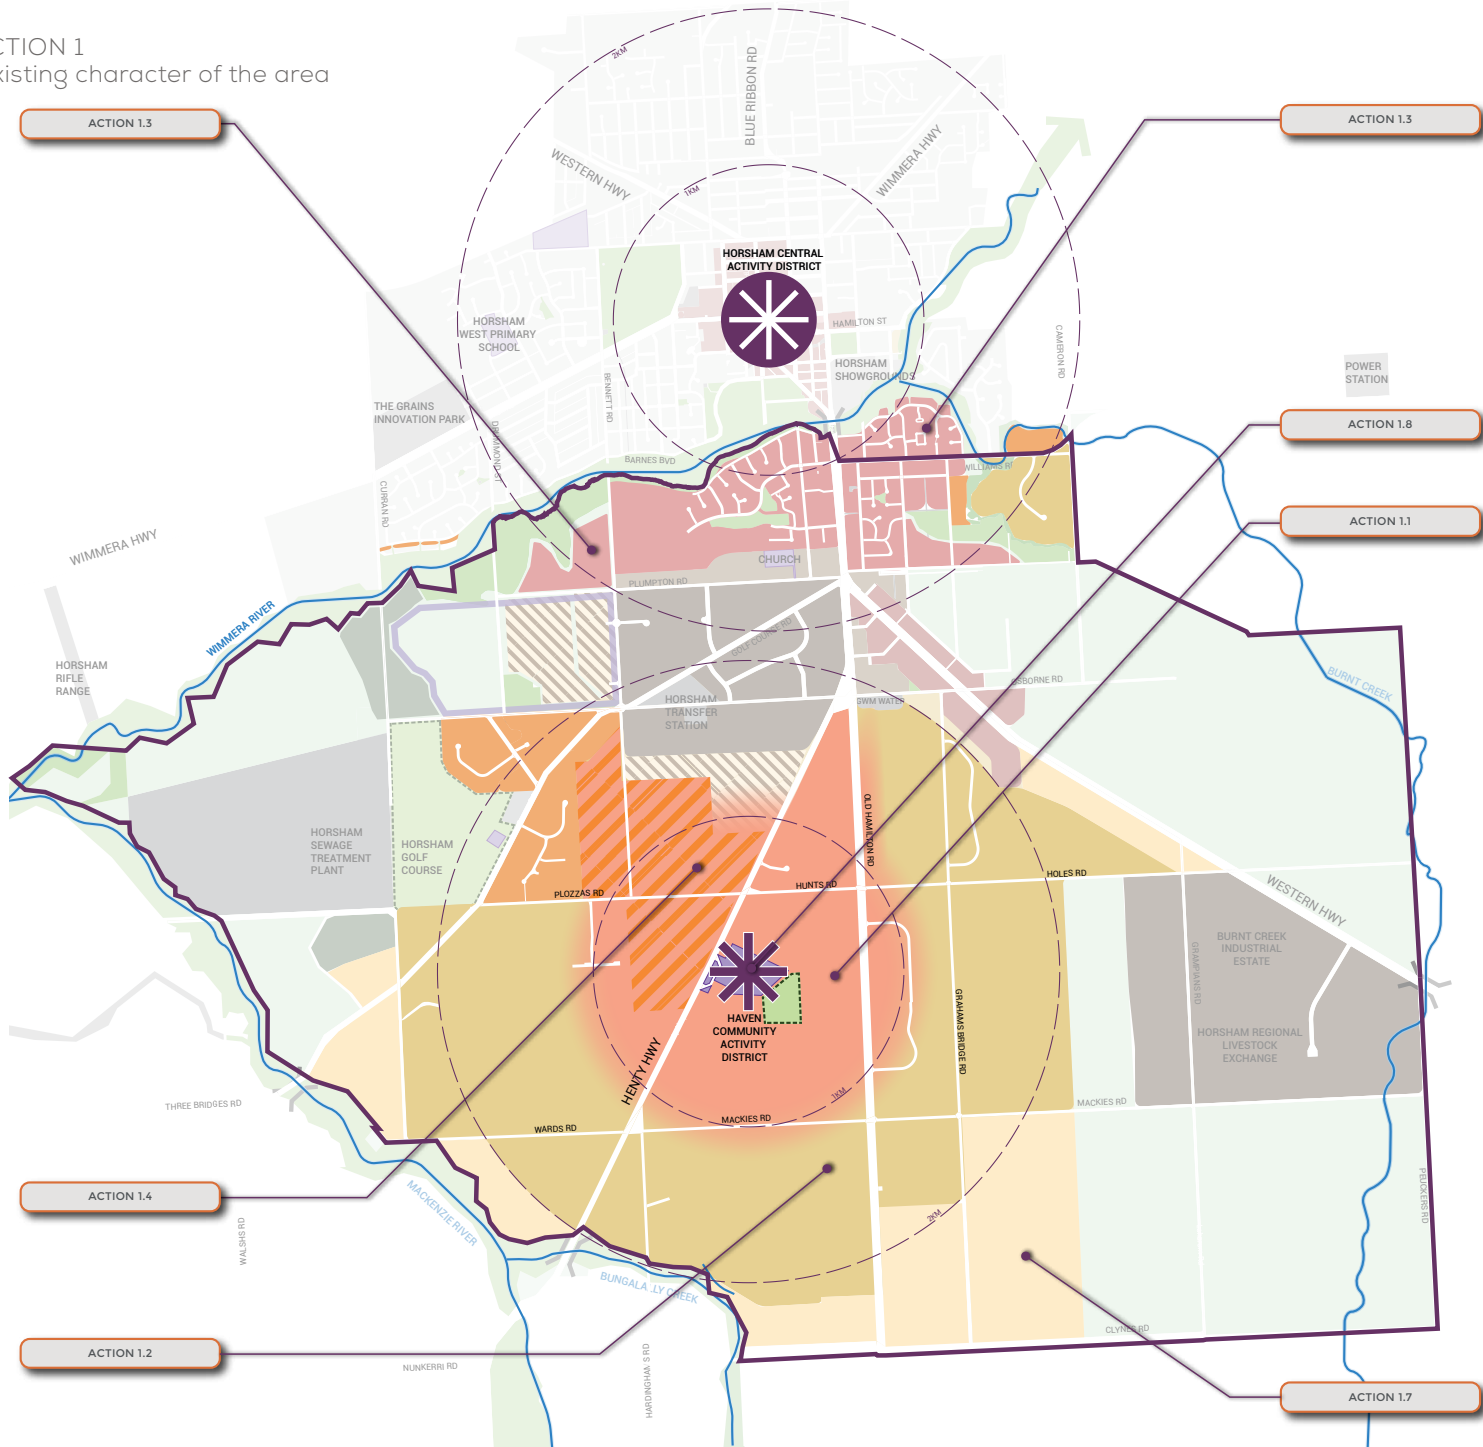 CTION 1
xisting character of the area
2KM
BLUE RIBBON RD
ACTION 1.3
ACTION 1.3
WESTERN HWY
WIMMERA HWY
1KM
HORSHAM CENTRAL
ACTIVITY DISTRICT
HORSHAM
WEST PRIMARY
SCHOOL
HAMILTON ST
CAMERON RD
HORSHAM
SHOWGROUNDS
POWER
STATION
BENNETT RD
THE GRAINS
INNOVATION PARK
ACTION 1.8
DRUMMOND ST
BARNES BVD
WILLIAMS R
CURRAN RD
ACTION 1.1
WIMMERA HWY
CHURCH
PLUMPTON RD
WIMMERA RIVER
GOLF COURSE RD
HORSHAM
RIFLE
RANGE
OSBORNE RD
BURNT CREEK
HORSHAM
TRANSFER
STATION
GWM WATER
OLD HAMILTON RD
HORSHAM
SEWAGE
TREATMENT
PLANT
HORSHAM
GOLF
COURSE
PLOZZAS RD
HUNTS RD
HOLES RD
WESTERN HWY
BURNT CREEK
INDUSTRIAL
ESTATE
GRAMPIANS RD
HAVEN
COMMUNITY
ACTIVITY
DISTRICT
GRAHAMS BRIDGE RD
HORSHAM REGIONAL
LIVESTOCK
EXCHANGE
HENTY HWY
1KM
THREE BRIDGES RD
MACKIES RD
MACKIES RD
WARDS RD
ACTION 1.4
MACKENZIE RIVER
WALSHS RD
PEUCKERS RD
2KM
BUNGALA LLY CREEK
CLYNES RD
ACTION 1.2
NUNKERRI RD
HARDINGHAM S RD
ACTION 1.7